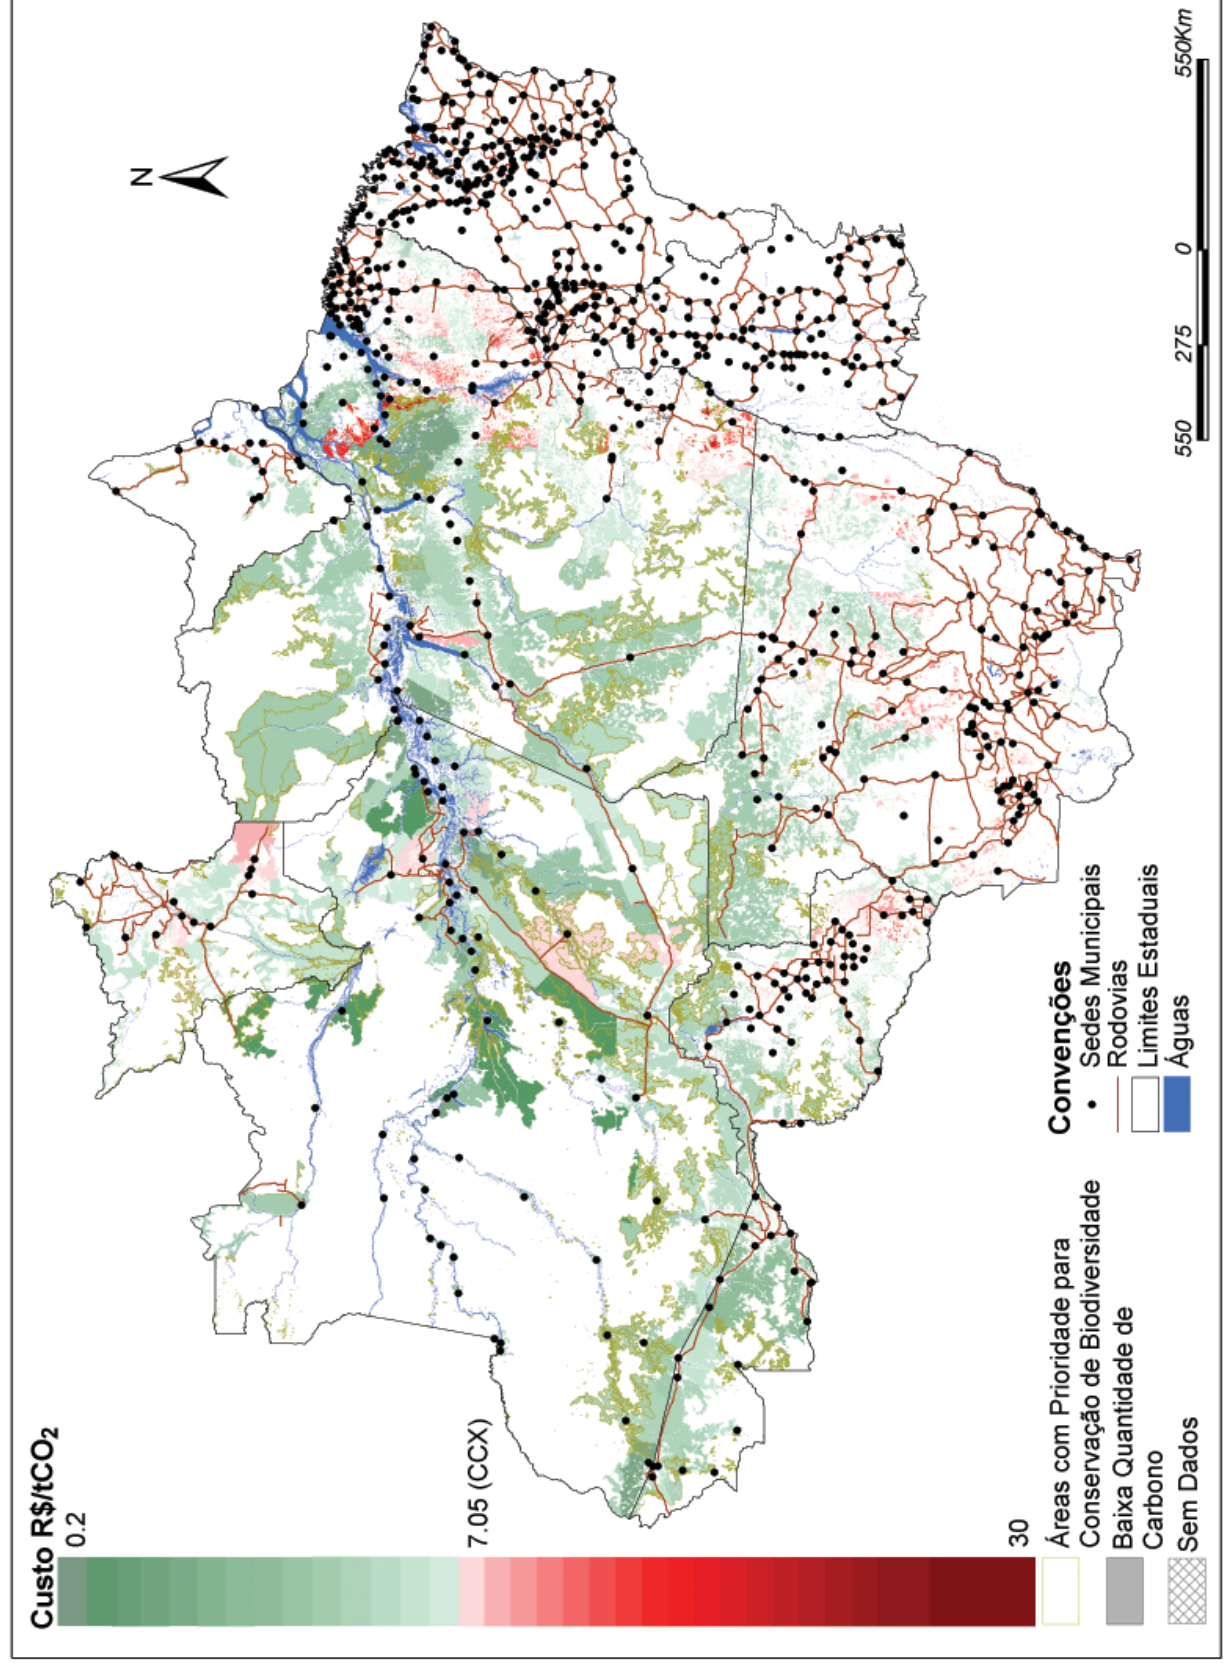 N
Custo R$/tCO2
0.2
7.05 (CCX)
30
Áreas com Prioridade para
Conservação de Biodiversidade
Baixa Quantidade de
Carbono
Sem Dados
Convenções
Sedes Municipais
Rodovias
Limites Estaduais
Águas
550 275 0 550Km